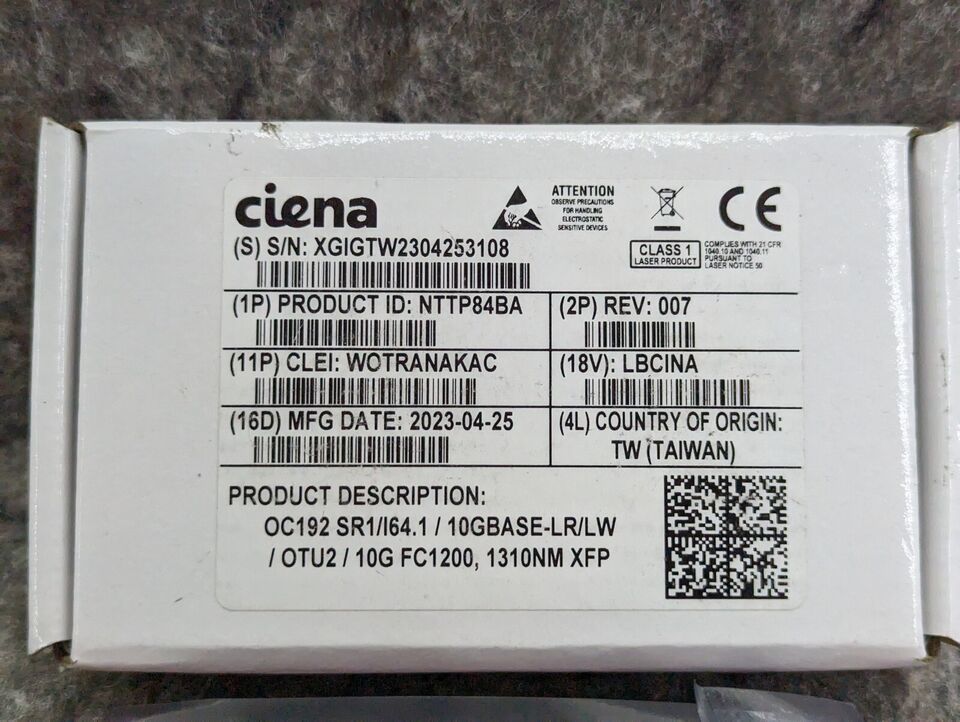 ciena
ATTENTION
OBSERVE PRECAUTIONS
FOR HANDLING
ELECTROSTATIC
SENSITIVE DEVICES
CE
(S) S/N: XGIGTW2304253108
CLASS 1
LASER PRODUCT
COMPLIES WITH 21 CFR
1040.10 AND 1040.11
PURSUANT TO
LASER NOTICE 50
(1P) PRODUCT ID: NTTP84BA
(2P) REV: 007
(11P) CLEI: WOTRANAKAC
(18V): LBCINA
(16D) MFG DATE: 2023-04-25
(4L) COUNTRY OF ORIGIN:
TW (TAIWAN)
PRODUCT DESCRIPTION:
OC192 SR1/I64.1 / 10GBASE-LR/LW
/ OTU2 / 10G FC1200, 1310NM XFP